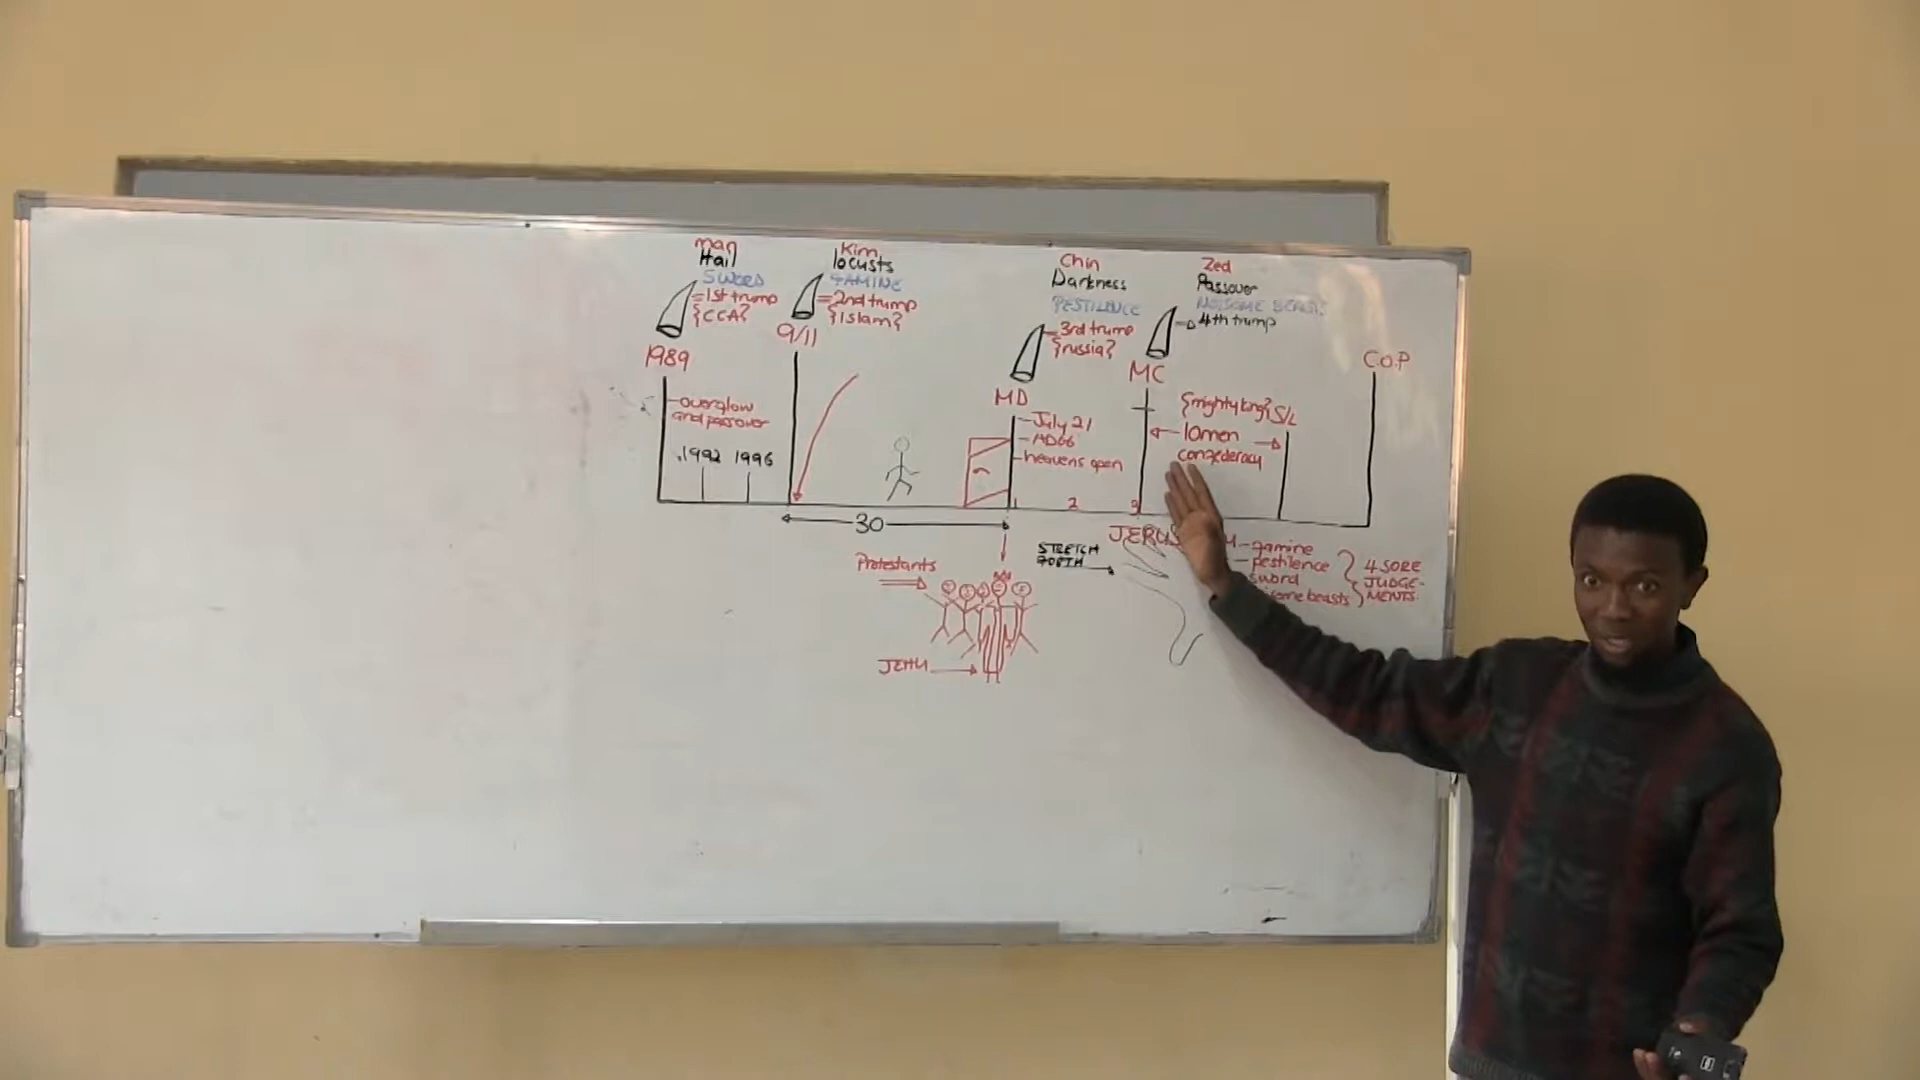 man
Hail
SWORD
=1st trump
{CCA}
1989
overflow
and passover
1992 1996
Kim
locusts
FAMINE
=2nd trump
{Islam}
9/11
30
Chin
Darkness
PESTILENCE
3rd trump
{russia}
MD
July 21
AD66
heavens open
1 2 3
Zed
Passover
NOISOME BEASTS
4th trump
MC
{mighty king} S/L
10men
confederacy
C.O.P
Protestants
JEHU
STRETCH
FORTH
famine
pestilence
sword
4 SORE
JUDGE-
MENTS.